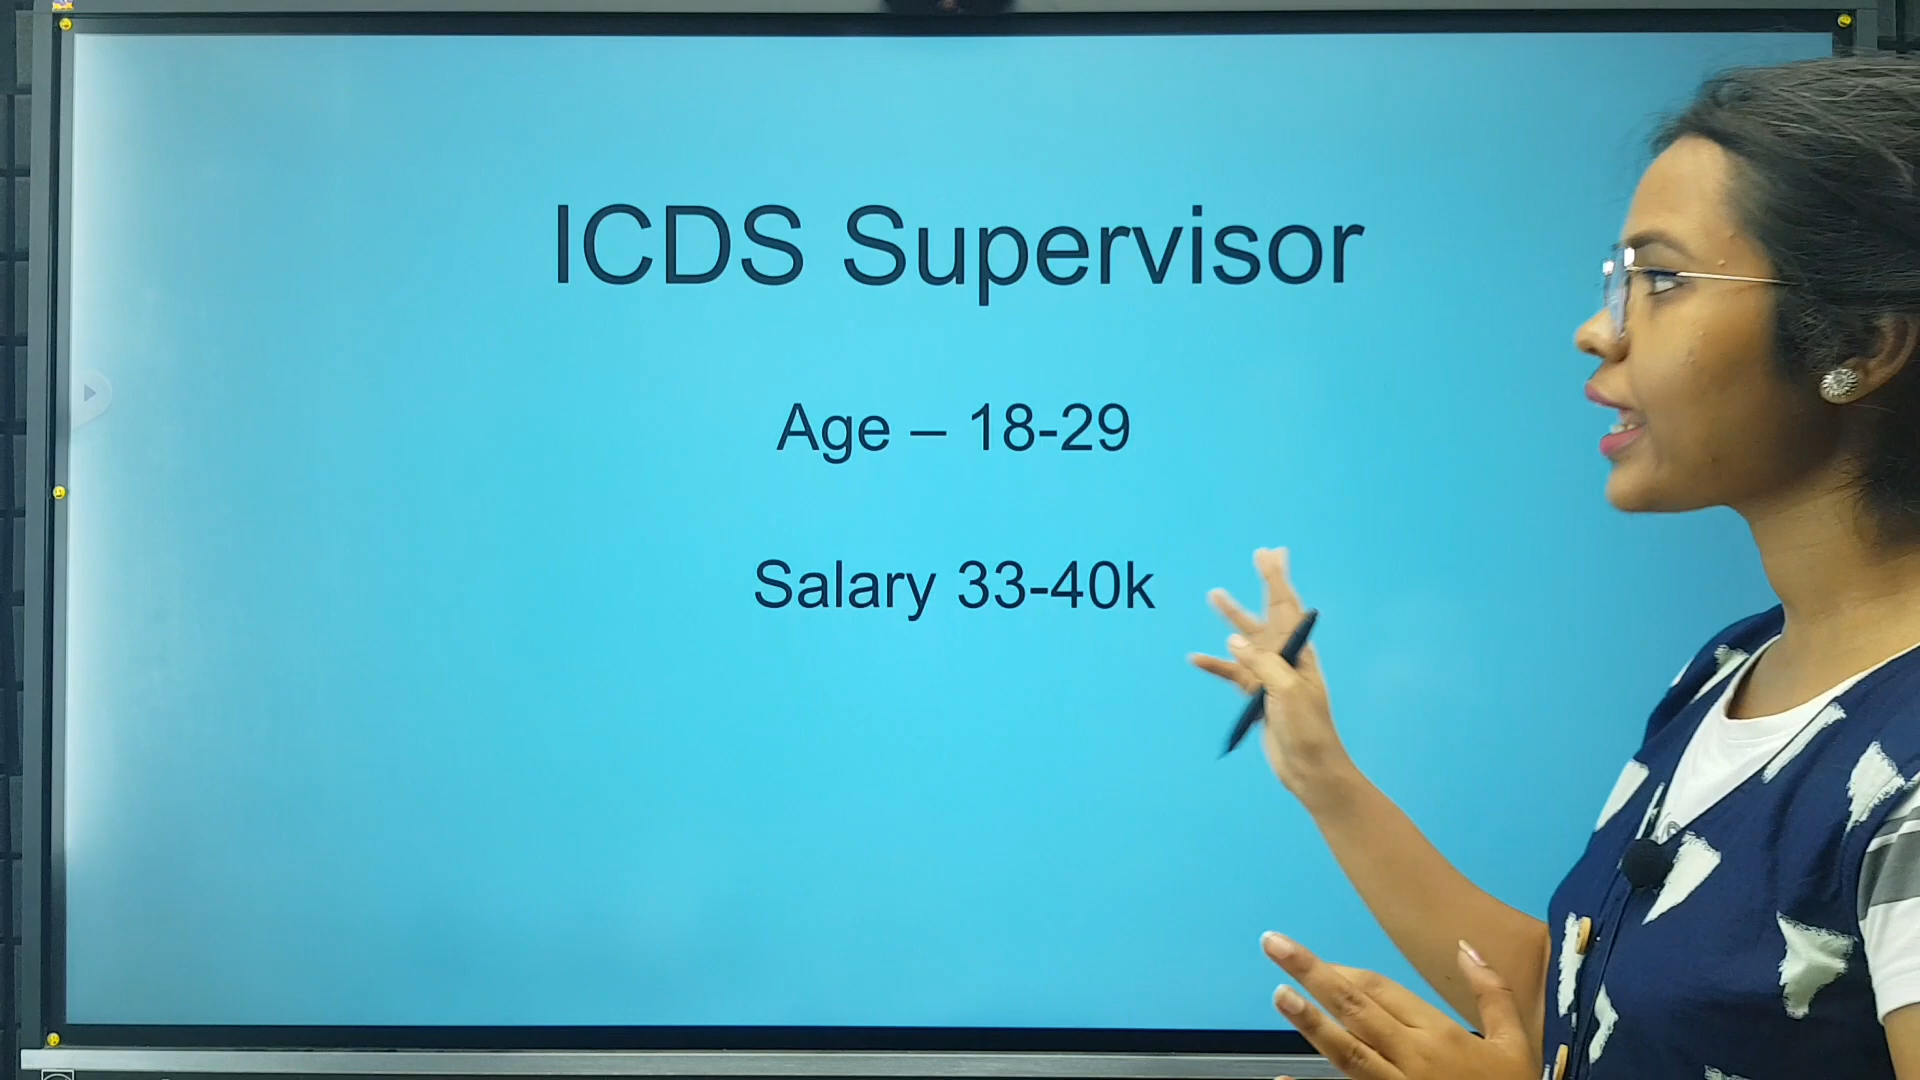 ICDS Supervisor
Age – 18-29
Salary 33-40k